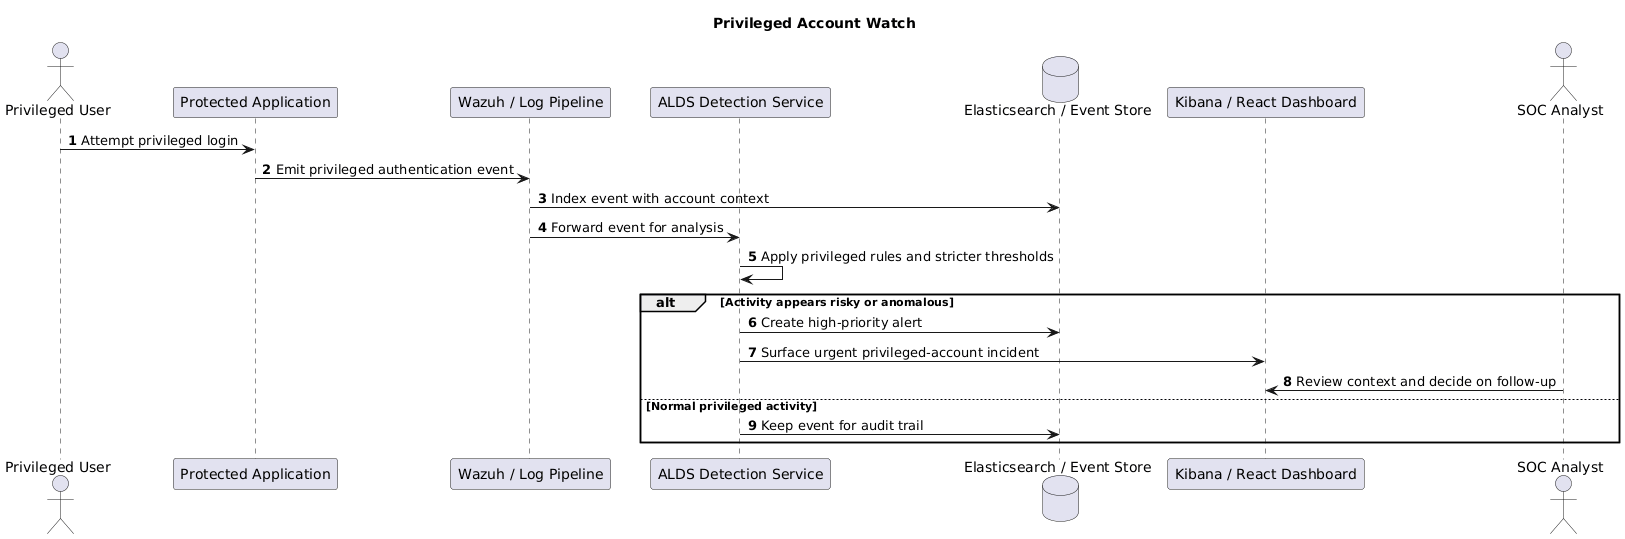 Privileged Account Watch
Privileged User
Protected Application
Wazuh / Log Pipeline
ALDS Detection Service
Elasticsearch / Event Store
Kibana / React Dashboard
SOC Analyst
1 Attempt privileged login
2 Emit privileged authentication event
3 Index event with account context
4 Forward event for analysis
5 Apply privileged rules and stricter thresholds
alt [Activity appears risky or anomalous]
6 Create high-priority alert
7 Surface urgent privileged-account incident
8 Review context and decide on follow-up
[Normal privileged activity]
9 Keep event for audit trail
Privileged User
Protected Application
Wazuh / Log Pipeline
ALDS Detection Service
Elasticsearch / Event Store
Kibana / React Dashboard
SOC Analyst